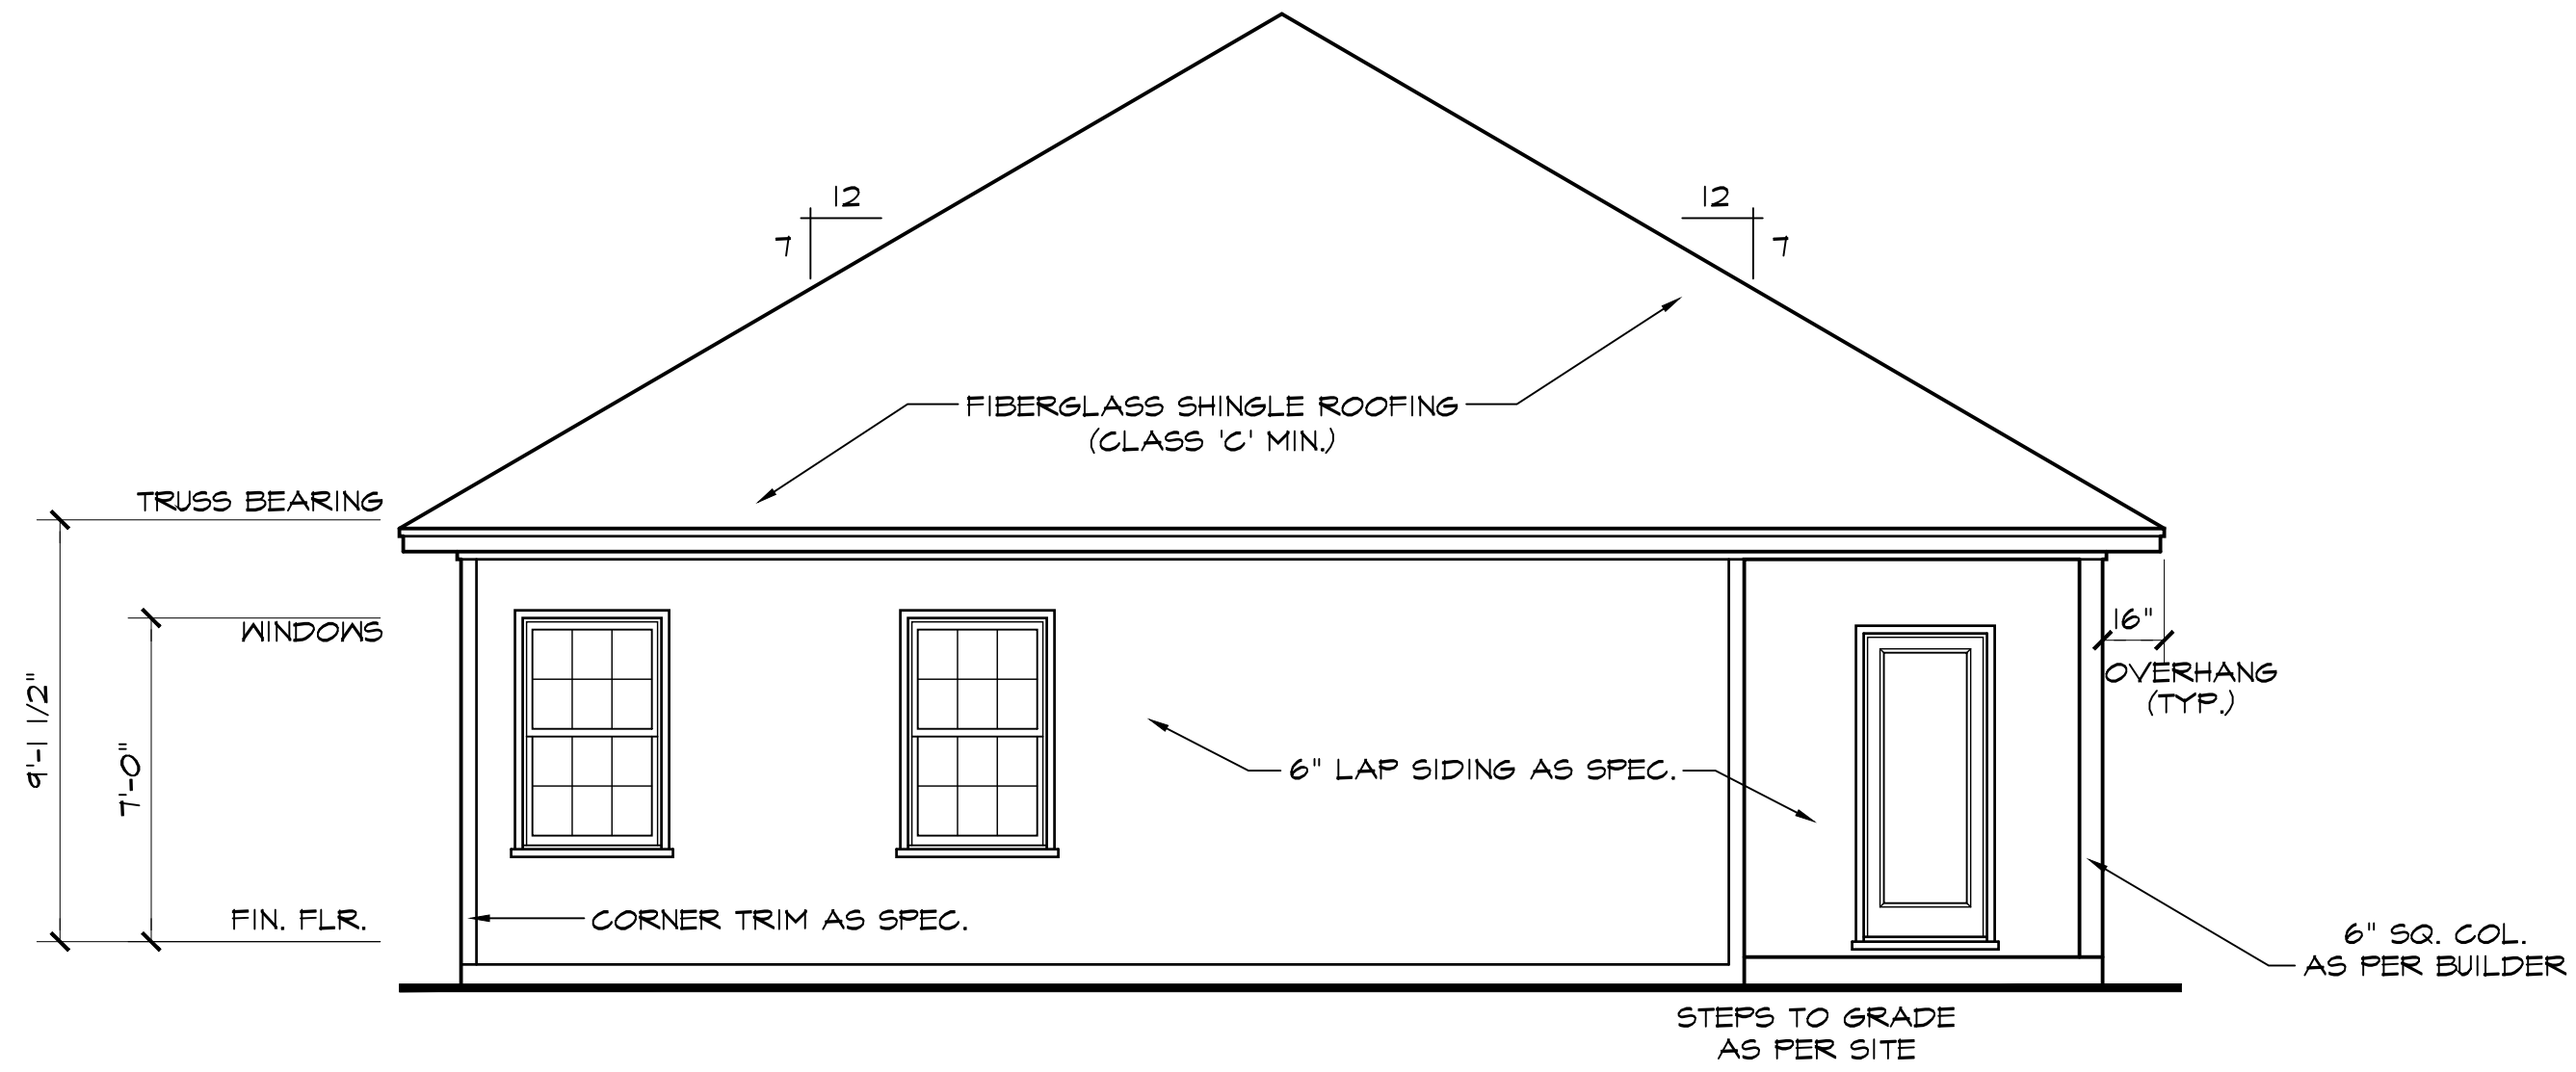 12
12
7
7
FIBERGLASS SHINGLE ROOFING
(CLASS 'C' MIN.)
TRUSS BEARING
WINDOWS
16"
OVERHANG
(TYP.)
9'-1 1/2"
7'-0"
6" LAP SIDING AS SPEC.
FIN. FLR.
CORNER TRIM AS SPEC.
6" SQ. COL.
AS PER BUILDER
STEPS TO GRADE
AS PER SITE